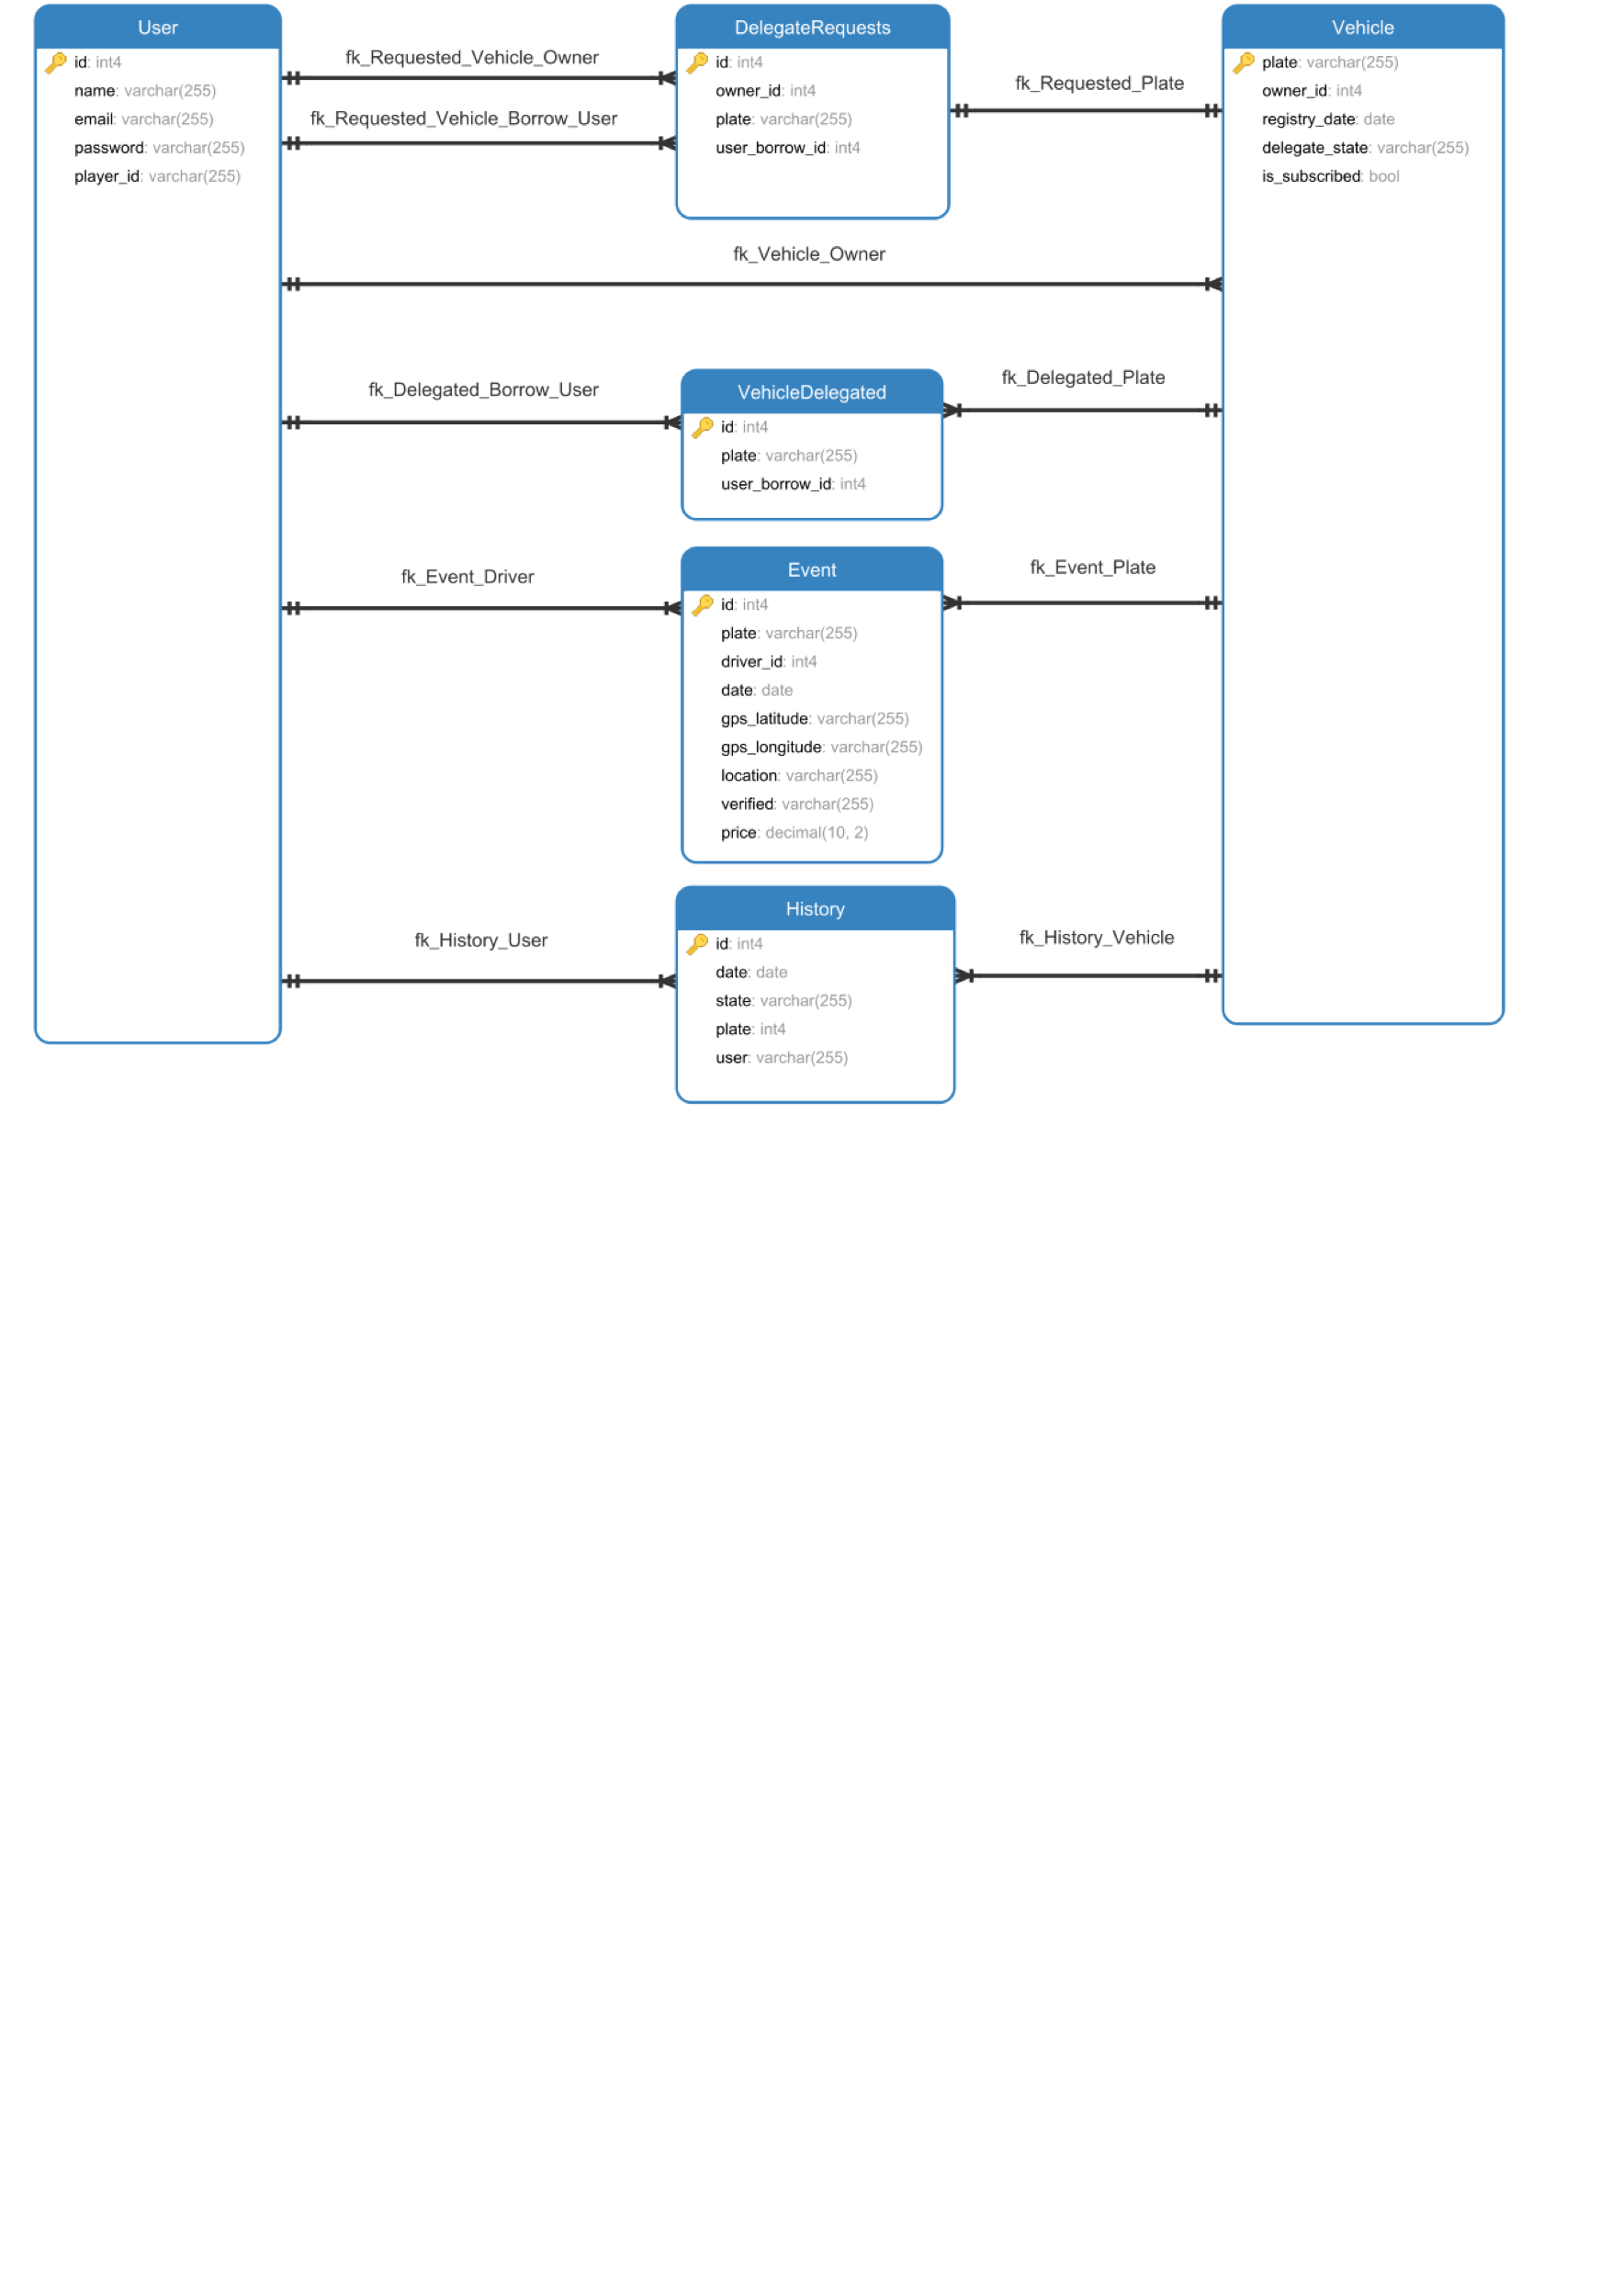 User
id: int4
name: varchar(255)
email: varchar(255)
password: varchar(255)
player_id: varchar(255)
fk_Requested_Vehicle_Owner
fk_Requested_Vehicle_Borrow_User
DelegateRequests
id: int4
owner_id: int4
plate: varchar(255)
user_borrow_id: int4
fk_Requested_Plate
Vehicle
plate: varchar(255)
owner_id: int4
registry_date: date
delegate_state: varchar(255)
is_subscribed: bool
fk_Vehicle_Owner
fk_Delegated_Borrow_User
VehicleDelegated
id: int4
plate: varchar(255)
user_borrow_id: int4
fk_Delegated_Plate
fk_Event_Driver
Event
id: int4
plate: varchar(255)
driver_id: int4
date: date
gps_latitude: varchar(255)
gps_longitude: varchar(255)
location: varchar(255)
verified: varchar(255)
price: decimal(10, 2)
fk_Event_Plate
fk_History_User
History
id: int4
date: date
state: varchar(255)
plate: int4
user: varchar(255)
fk_History_Vehicle